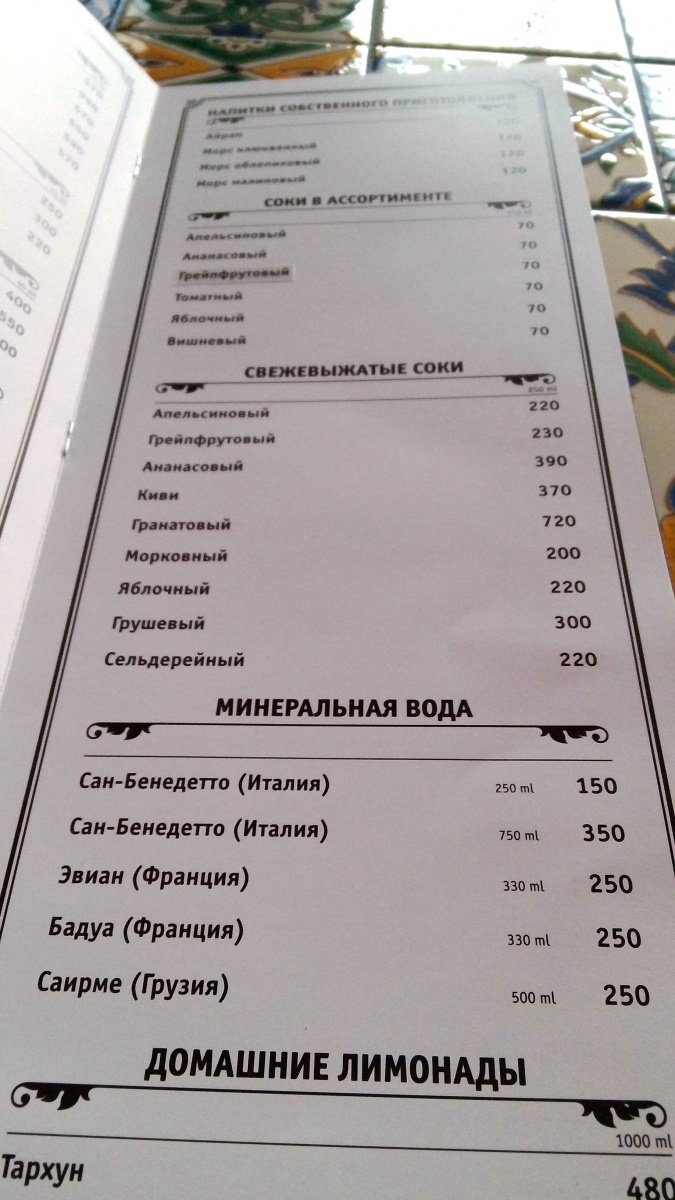 НАПИТКИ СОБСТВЕННОГО ПРИГОТОВЛЕНИЯ
Айран 120
Морс клюквенный 120
Морс облепиховый 120
Морс малиновый 120
СОКИ В АССОРТИМЕНТЕ
Апельсиновый 70
Ананасовый 70
Грейпфрутовый 70
Томатный 70
Яблочный 70
Вишневый 70
СВЕЖЕВЫЖАТЫЕ СОКИ
250 ml
Апельсиновый 220
Грейпфрутовый 230
Ананасовый 390
Киви 370
Гранатовый 720
Морковный 200
Яблочный 220
Грушевый 300
Сельдерейный 220
МИНЕРАЛЬНАЯ ВОДА
Сан-Бенедетто (Италия) 250 ml 150
Сан-Бенедетто (Италия) 750 ml 350
Эвиан (Франция) 330 ml 250
Бадуа (Франция) 330 ml 250
Саирме (Грузия) 500 ml 250
ДОМАШНИЕ ЛИМОНАДЫ
1000 ml
Тархун 480